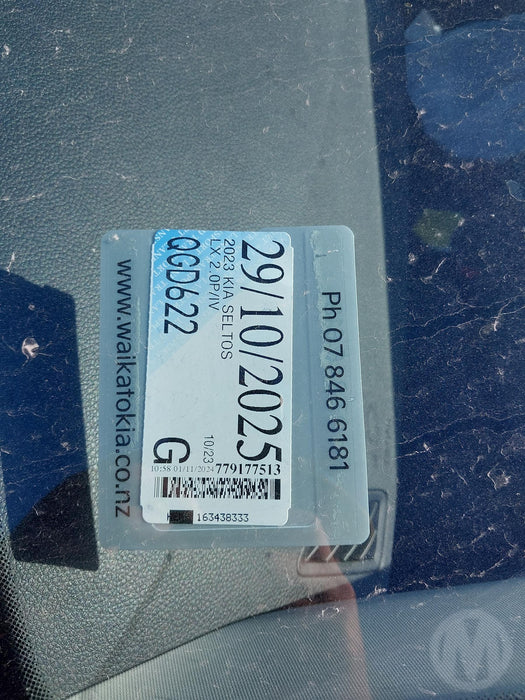 Ph 07 846 6181
29/10/2025
2023 KIA SELTOS
LX 2.0P/IV
QGD622
10/23
G
10:58 01/11/2024 779177513
163438333
www.waikatokia.co.nz
M